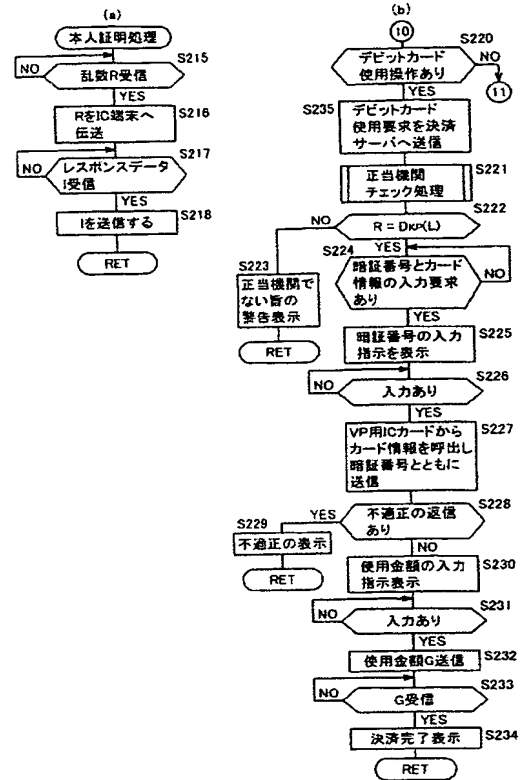 (a)
本人証明処理
S215
乱数R受信
NO
YES
S216
RをIC端末へ
伝送
S217
レスポンスデータ
I受信
NO
YES
S218
Iを送信する
RET
(b)
10
S220
デビットカード
使用操作あり
NO
11
YES
S235
デビットカード
使用要求を決済
サーバへ送信
S221
正当機関
チェック処理
S222
R = DKP(L)
NO
YES
S223
正当機関で
ない旨の
警告表示
RET
S224
暗証番号とカード
情報の入力要求
あり
NO
YES
S225
暗証番号の入力
指示を表示
S226
入力あり
NO
YES
S227
VP用ICカードから
カード情報を呼出し
暗証番号とともに
送信
S228
不適正の返信
あり
YES
S229
不適正の表示
RET
NO
S230
使用金額の入力
指示表示
S231
入力あり
NO
YES
S232
使用金額G送信
S233
G受信
NO
YES
S234
決済完了表示
RET